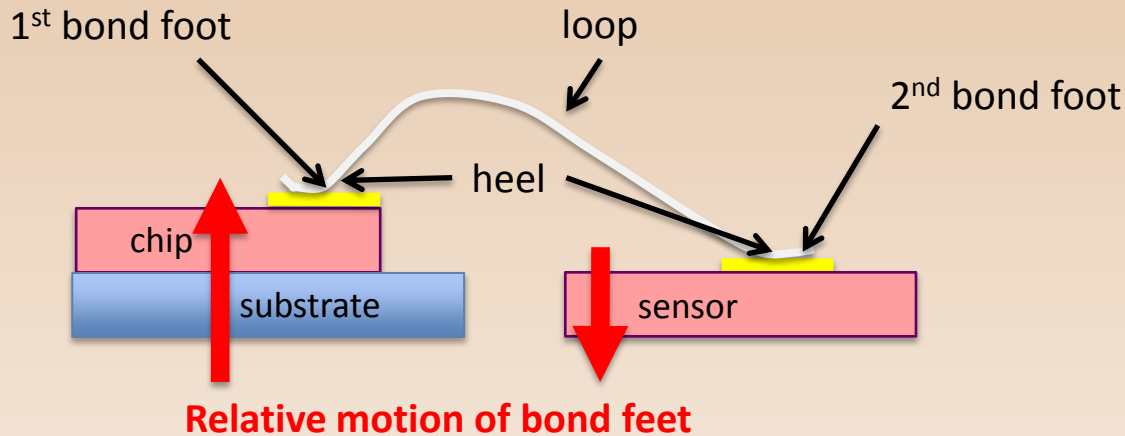 1st bond foot
loop
2nd bond foot
heel
chip
substrate
sensor
Relative motion of bond feet